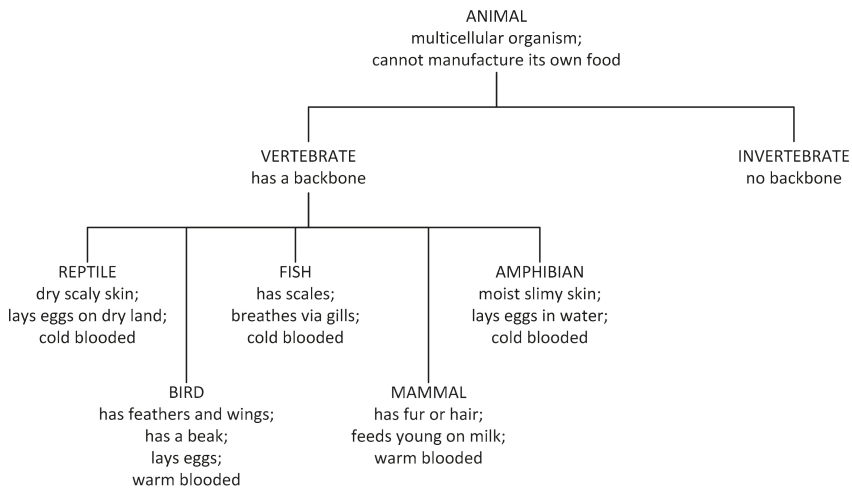 ANIMAL
multicellular organism;
cannot manufacture its own food
VERTEBRATE
has a backbone
INVERTEBRATE
no backbone
REPTILE
dry scaly skin;
lays eggs on dry land;
cold blooded
FISH
has scales;
breathes via gills;
cold blooded
AMPHIBIAN
moist slimy skin;
lays eggs in water;
cold blooded
BIRD
has feathers and wings;
has a beak;
lays eggs;
warm blooded
MAMMAL
has fur or hair;
feeds young on milk;
warm blooded